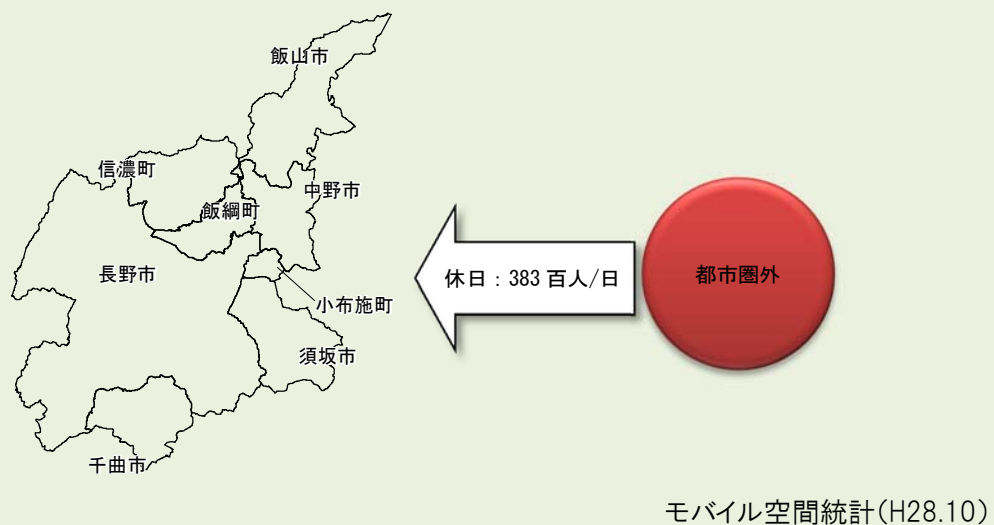 飯山市
信濃町
中野市
飯綱町
長野市
休日：383 百人/日
都市圏外
小布施町
須坂市
千曲市
モバイル空間統計(H28.10)